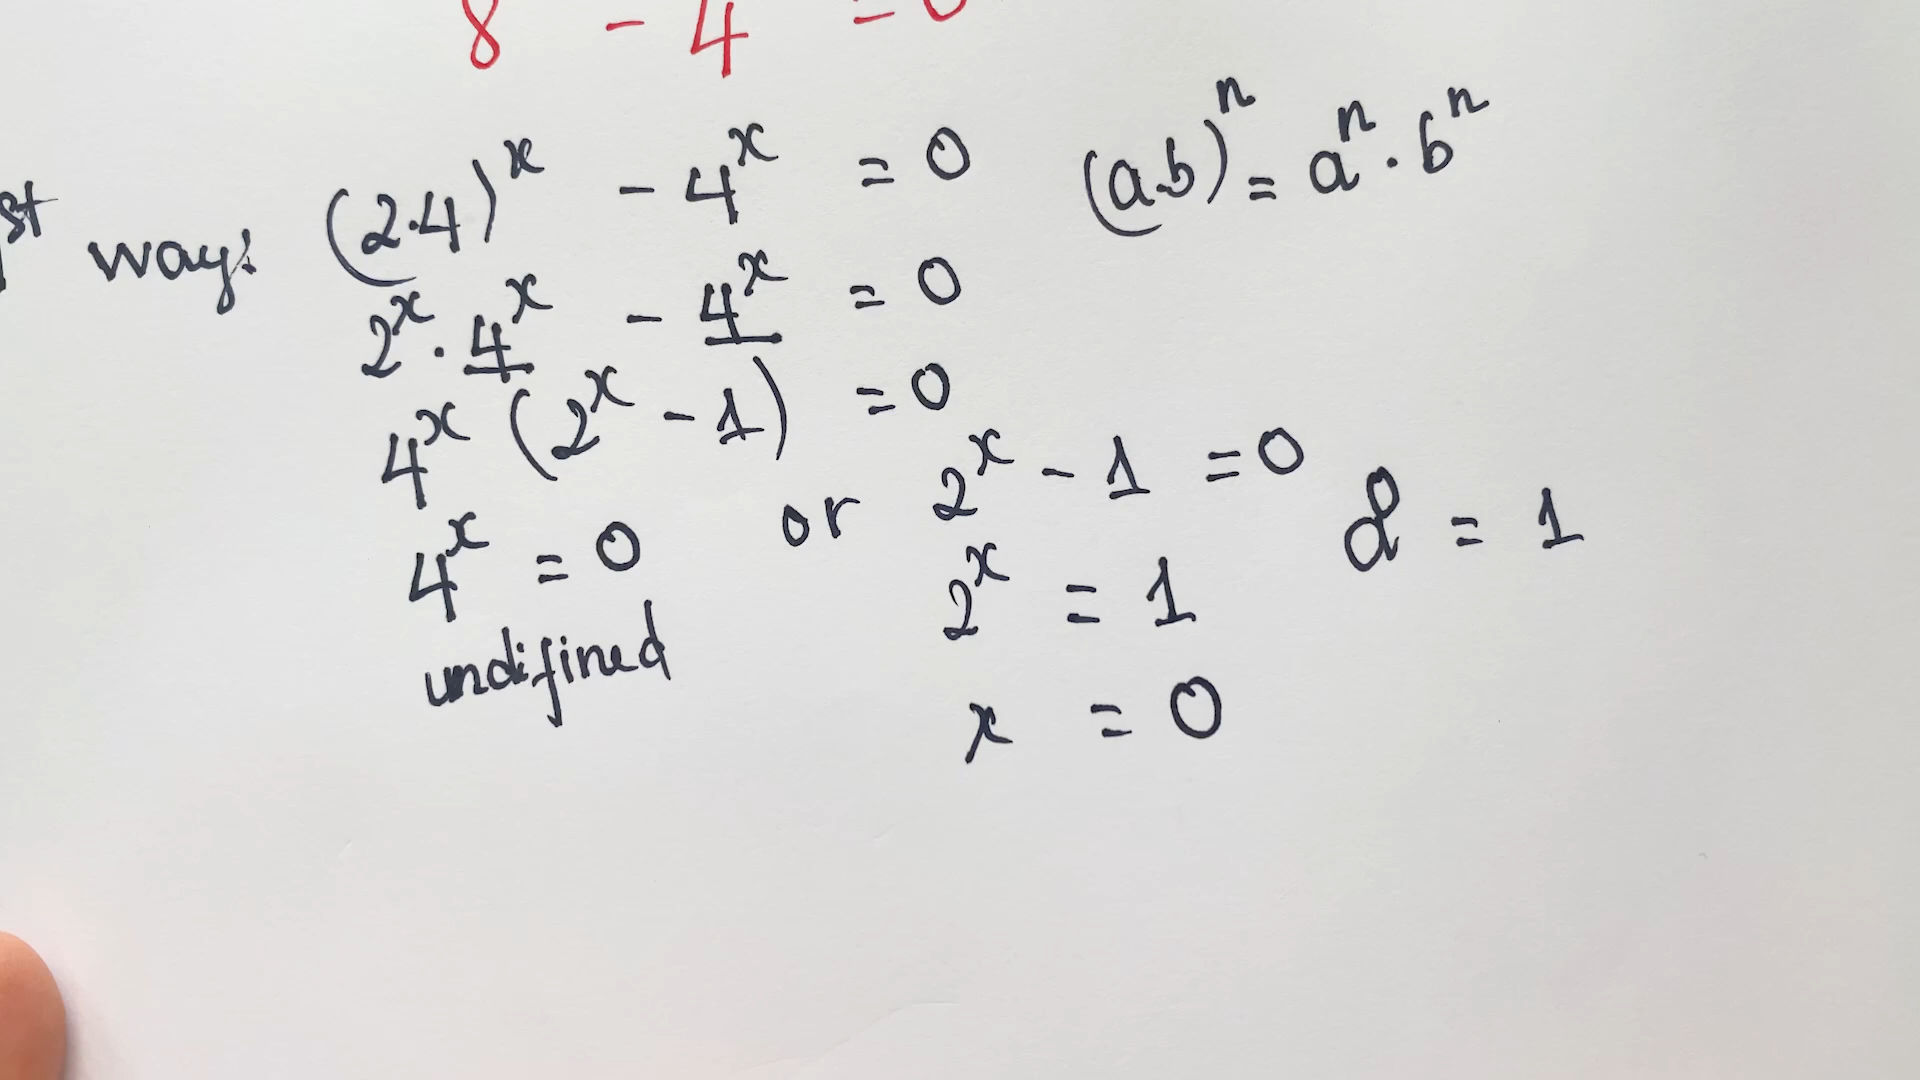 8 - 4 = 0
(2·4)^x - 4^x = 0 (a·b)^n = a^n · b^n
st way:
2^x · 4^x - 4^x = 0
4^x (2^x - 1) = 0
4^x = 0 or 2^x - 1 = 0 a^0 = 1
undifined 2^x = 1
x = 0